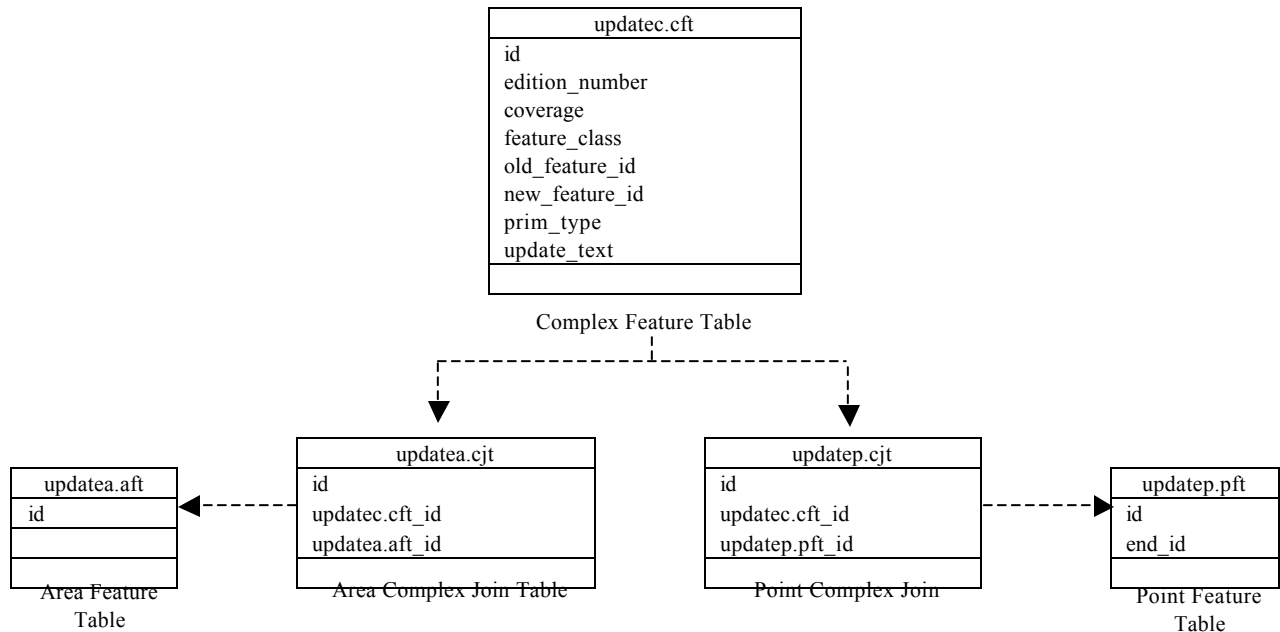 updatec.cft
id
edition_number
coverage
feature_class
old_feature_id
new_feature_id
prim_type
update_text
Complex Feature Table
updatea.aft
id
Area Feature
Table
updatea.cjt
id
updatec.cft_id
updatea.aft_id
Area Complex Join Table
updatep.cjt
id
updatec.cft_id
updatep.pft_id
Point Complex Join
updatep.pft
id
end_id
Point Feature
Table